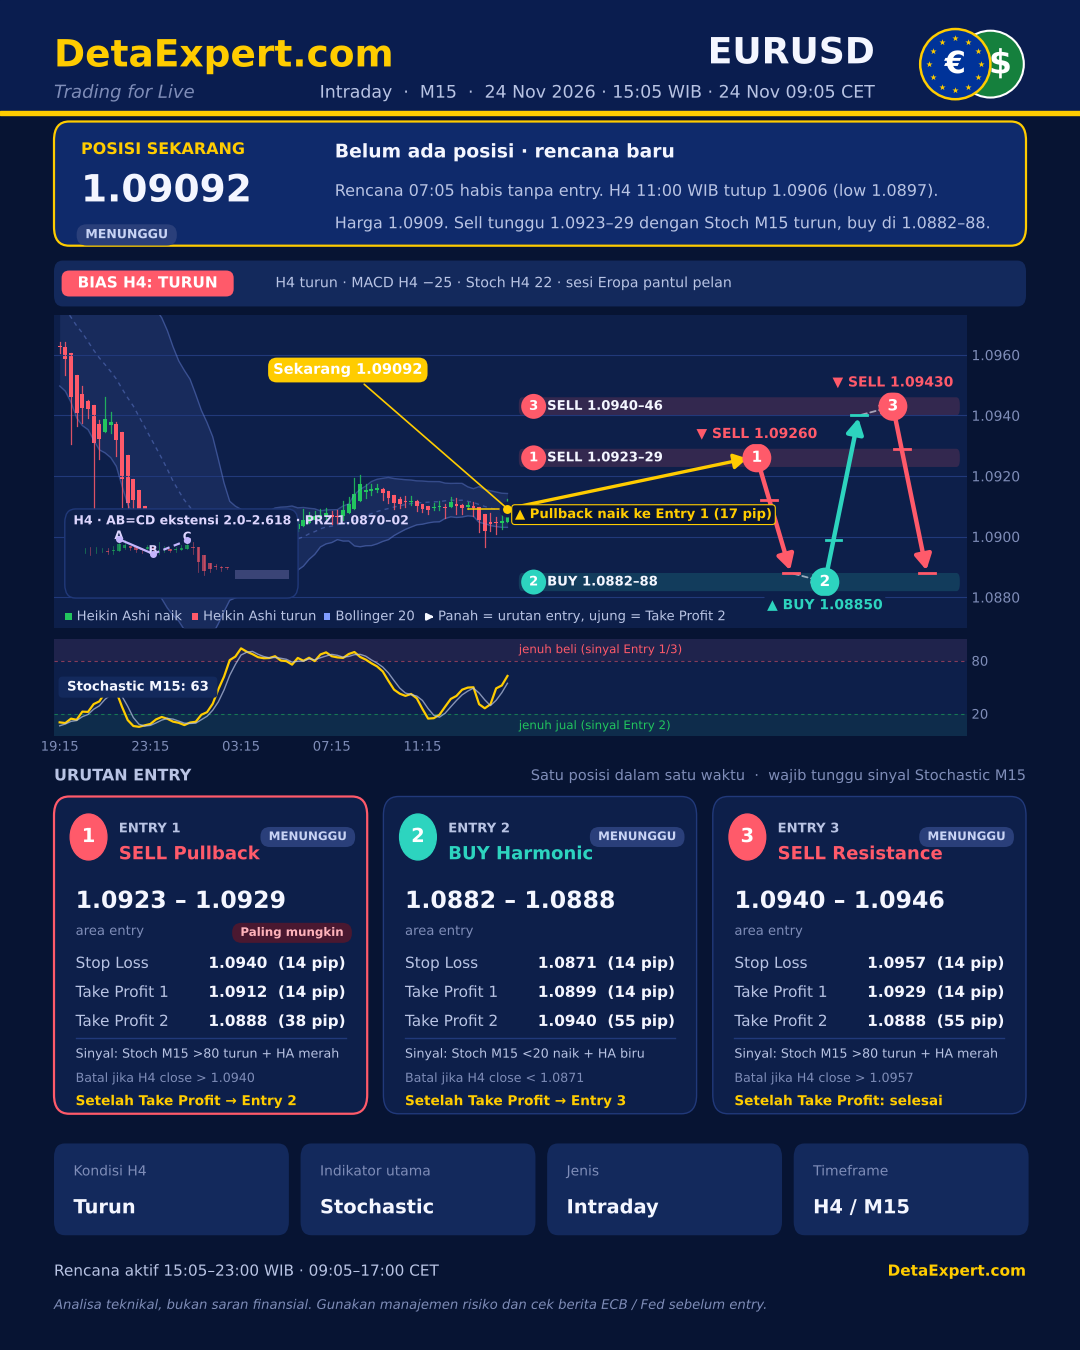 DetaExpert.com
EURUSD
€ $
Trading for Live
Intraday · M15 · 24 Nov 2026 · 15:05 WIB · 24 Nov 09:05 CET
POSISI SEKARANG
1.09092
MENUNGGU
Belum ada posisi · rencana baru
Rencana 07:05 habis tanpa entry. H4 11:00 WIB tutup 1.0906 (low 1.0897).
Harga 1.0909. Sell tunggu 1.0923–29 dengan Stoch M15 turun, buy di 1.0882–88.
BIAS H4: TURUN
H4 turun · MACD H4 −25 · Stoch H4 22 · sesi Eropa pantul pelan
Sekarang 1.09092
1.0960
▼ SELL 1.09430
3 SELL 1.0940–46
3
1.0940
▼ SELL 1.09260
1 SELL 1.0923–29
1
1.0920
▲ Pullback naik ke Entry 1 (17 pip)
H4 · AB=CD ekstensi 2.0–2.618 · PRZ 1.0870–02
A
B
C
1.0900
2 BUY 1.0882–88
2
1.0880
▲ BUY 1.08850
Heikin Ashi naik
Heikin Ashi turun
Bollinger 20
Panah = urutan entry, ujung = Take Profit 2
jenuh beli (sinyal Entry 1/3)
80
Stochastic M15: 63
20
jenuh jual (sinyal Entry 2)
19:15 23:15 03:15 07:15 11:15
URUTAN ENTRY
Satu posisi dalam satu waktu · wajib tunggu sinyal Stochastic M15
1
ENTRY 1
MENUNGGU
SELL Pullback
1.0923 – 1.0929
area entry
Paling mungkin
Stop Loss 1.0940 (14 pip)
Take Profit 1 1.0912 (14 pip)
Take Profit 2 1.0888 (38 pip)
Sinyal: Stoch M15 >80 turun + HA merah
Batal jika H4 close > 1.0940
Setelah Take Profit → Entry 2
2
ENTRY 2
MENUNGGU
BUY Harmonic
1.0882 – 1.0888
area entry
Stop Loss 1.0871 (14 pip)
Take Profit 1 1.0899 (14 pip)
Take Profit 2 1.0940 (55 pip)
Sinyal: Stoch M15 <20 naik + HA biru
Batal jika H4 close < 1.0871
Setelah Take Profit → Entry 3
3
ENTRY 3
MENUNGGU
SELL Resistance
1.0940 – 1.0946
area entry
Stop Loss 1.0957 (14 pip)
Take Profit 1 1.0929 (14 pip)
Take Profit 2 1.0888 (55 pip)
Sinyal: Stoch M15 >80 turun + HA merah
Batal jika H4 close > 1.0957
Setelah Take Profit: selesai
Kondisi H4
Turun
Indikator utama
Stochastic
Jenis
Intraday
Timeframe
H4 / M15
Rencana aktif 15:05–23:00 WIB · 09:05–17:00 CET
DetaExpert.com
Analisa teknikal, bukan saran finansial. Gunakan manajemen risiko dan cek berita ECB / Fed sebelum entry.